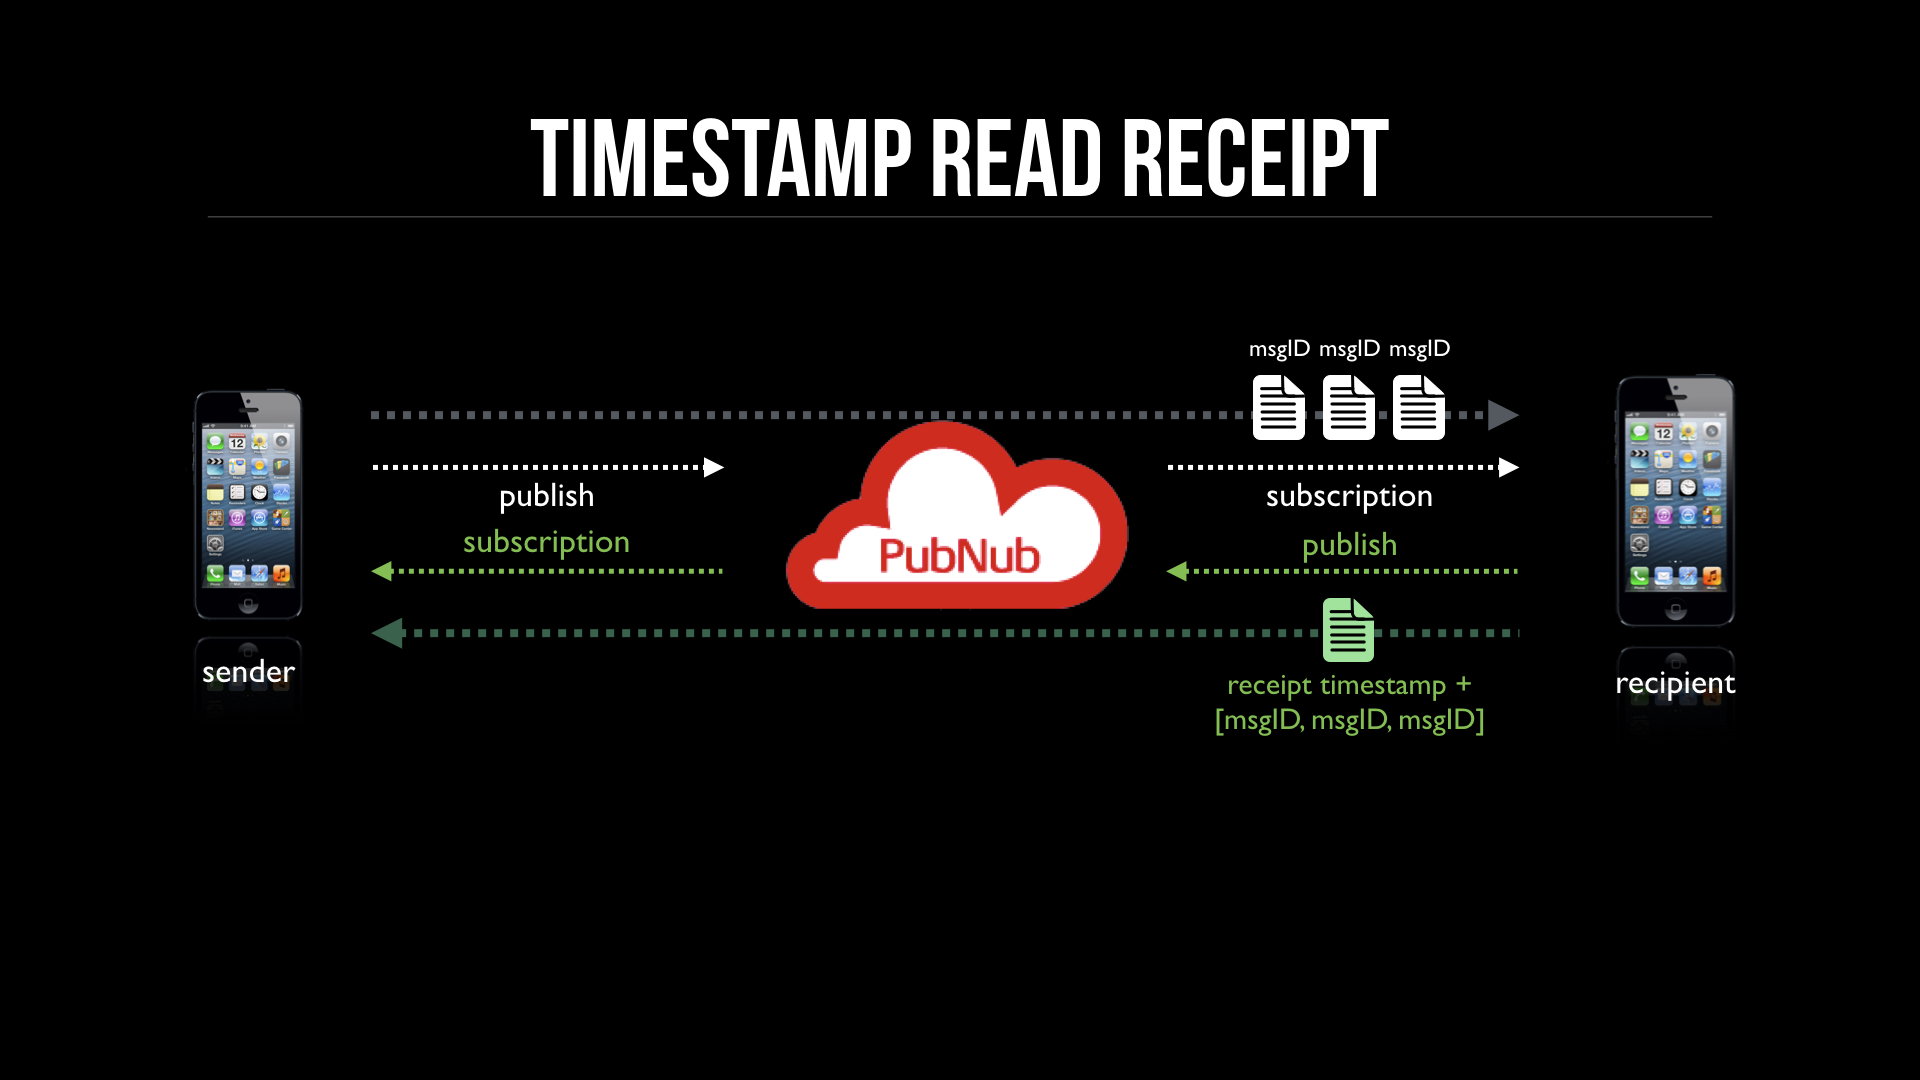 TIMESTAMP READ RECEIPT
msgID msgID msgID
publish
subscription
subscription
publish
PubNub
sender
receipt timestamp +
[msgID, msgID, msgID]
recipient